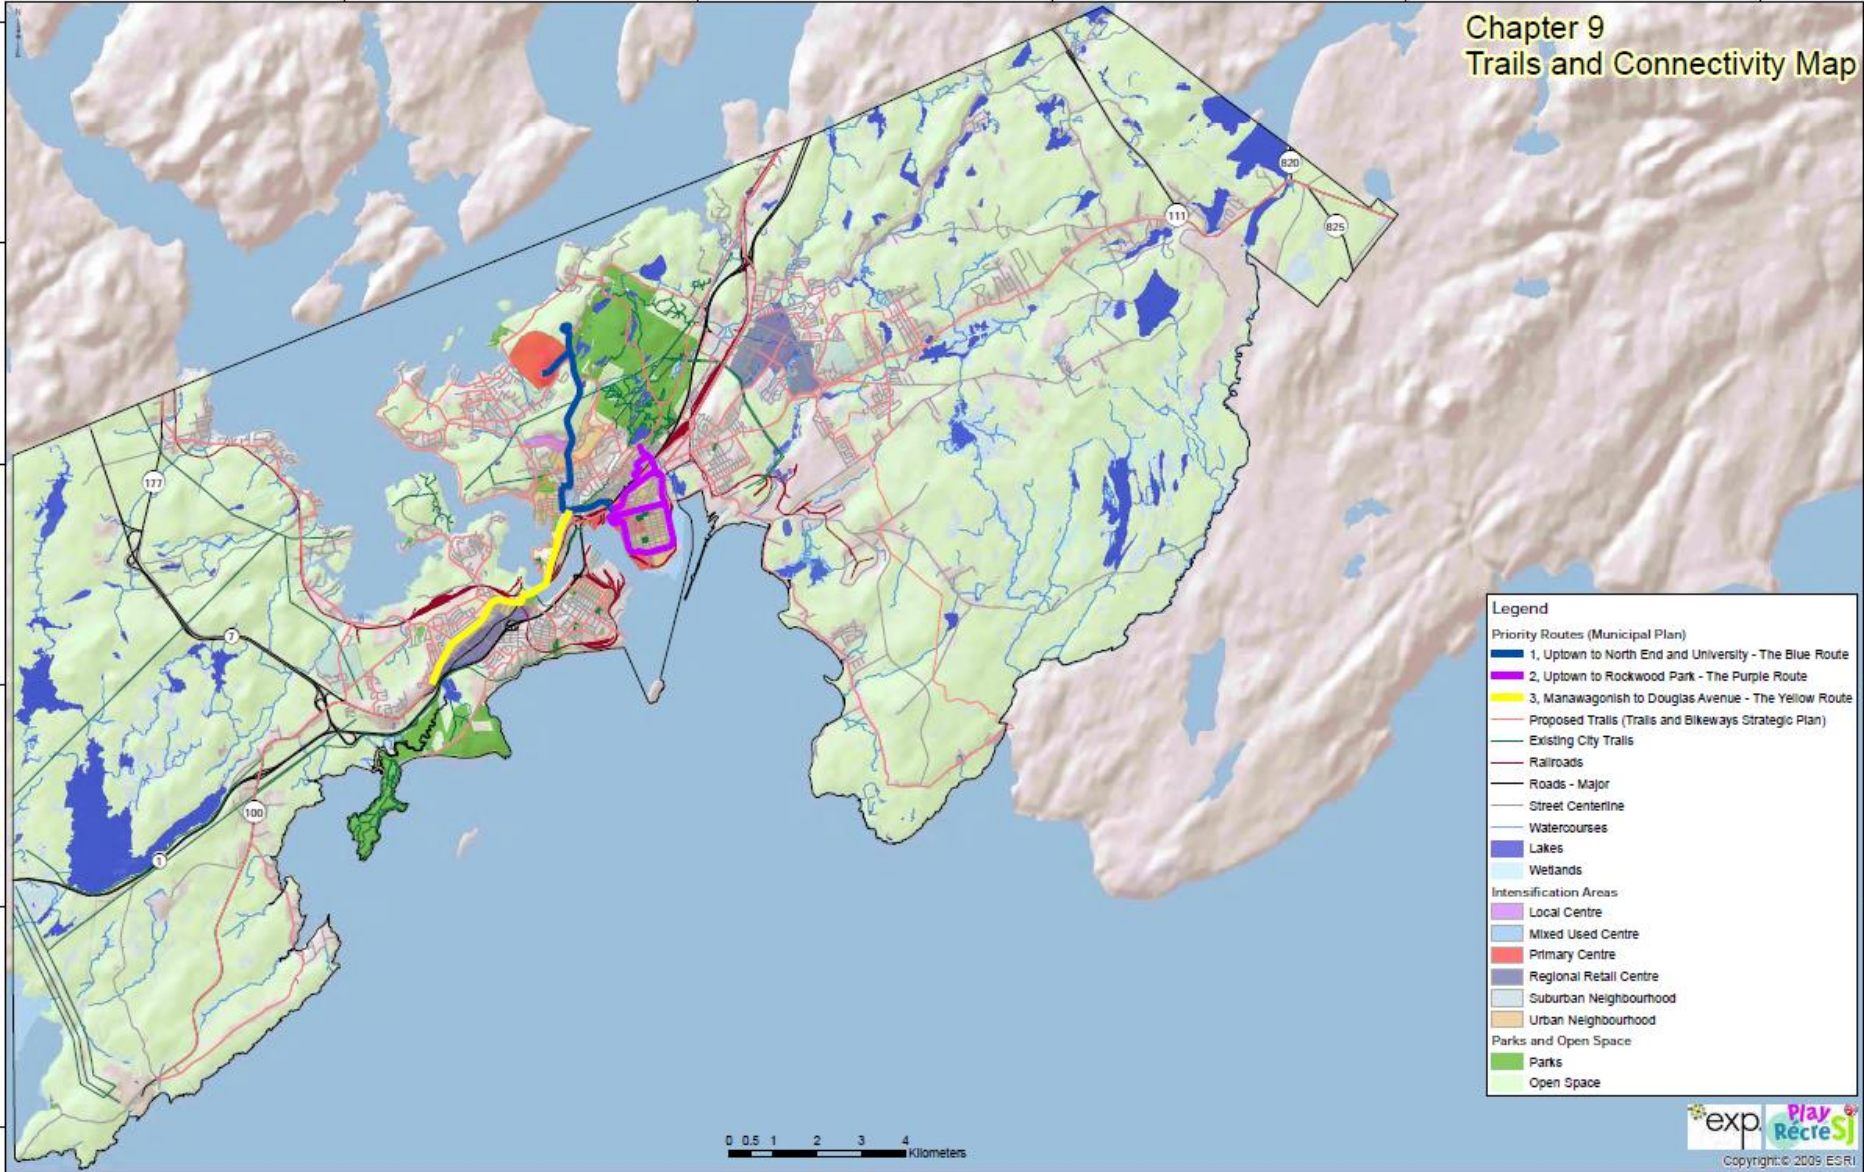 Chapter 9
Trails and Connectivity Map
820
111
825
177
7
100
1
Legend
Priority Routes (Municipal Plan)
1, Uptown to North End and University - The Blue Route
2, Uptown to Rockwood Park - The Purple Route
3, Manawagonish to Douglas Avenue - The Yellow Route
Proposed Trails (Trails and Bikeways Strategic Plan)
Existing City Trails
Railroads
Roads - Major
Street Centerline
Watercourses
Lakes
Wetlands
Intensification Areas
Local Centre
Mixed Used Centre
Primary Centre
Regional Retail Centre
Suburban Neighbourhood
Urban Neighbourhood
Parks and Open Space
Parks
Open Space
0 0.5 1 2 3 4
Kilometers
exp.
Play
RécreSJ
Copyright:© 2009 ESRI